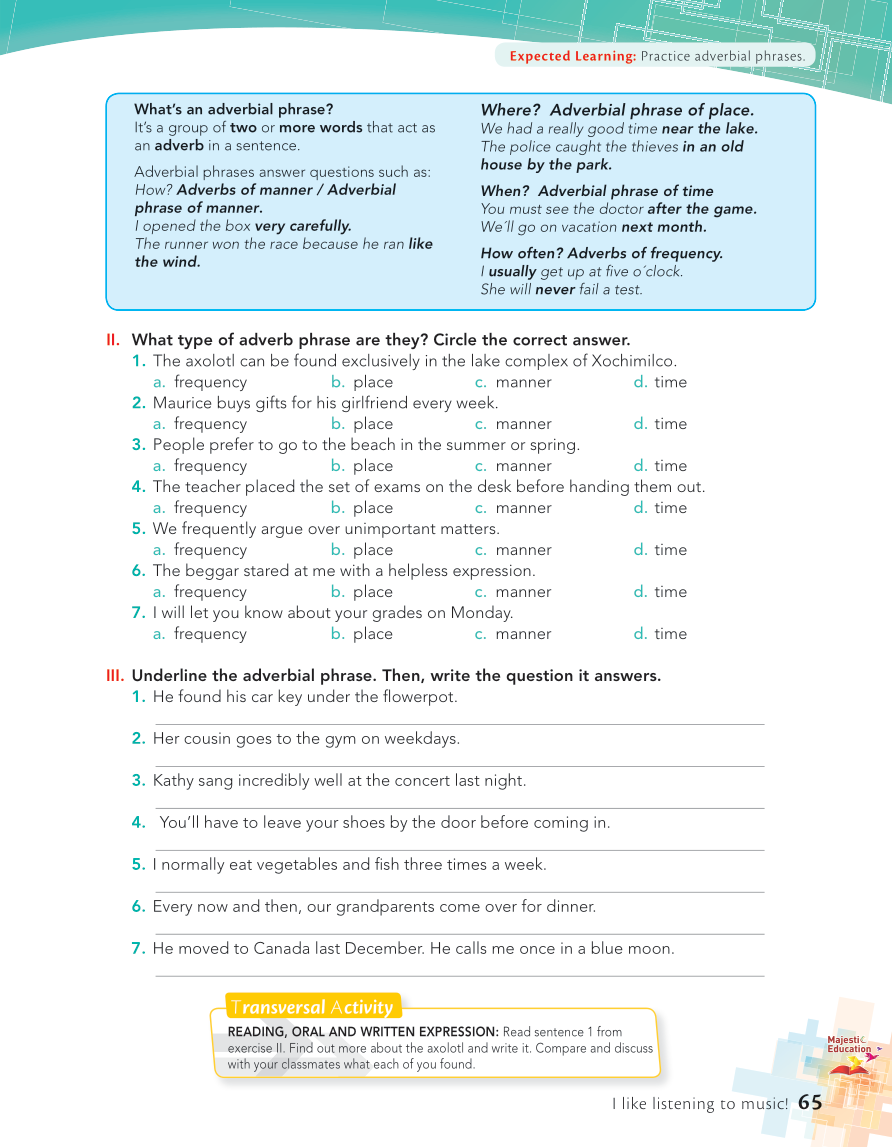 Expected Learning: Practice adverbial phrases.
What's an adverbial phrase?
It's a group of two or more words that act as
an adverb in a sentence.
Adverbial phrases answer questions such as:
How? Adverbs of manner / Adverbial
phrase of manner.
I opened the box very carefully.
The runner won the race because he ran like
the wind.
Where? Adverbial phrase of place.
We had a really good time near the lake.
The police caught the thieves in an old
house by the park.
When? Adverbial phrase of time
You must see the doctor after the game.
We´ll go on vacation next month.
How often? Adverbs of frequency.
I usually get up at five o´clock.
She will never fail a test.
II. What type of adverb phrase are they? Circle the correct answer.
1. The axolotl can be found exclusively in the lake complex of Xochimilco.
a. frequency b. place c. manner d. time
2. Maurice buys gifts for his girlfriend every week.
a. frequency b. place c. manner d. time
3. People prefer to go to the beach in the summer or spring.
a. frequency b. place c. manner d. time
4. The teacher placed the set of exams on the desk before handing them out.
a. frequency b. place c. manner d. time
5. We frequently argue over unimportant matters.
a. frequency b. place c. manner d. time
6. The beggar stared at me with a helpless expression.
a. frequency b. place c. manner d. time
7. I will let you know about your grades on Monday.
a. frequency b. place c. manner d. time
III. Underline the adverbial phrase. Then, write the question it answers.
1. He found his car key under the flowerpot.
2. Her cousin goes to the gym on weekdays.
3. Kathy sang incredibly well at the concert last night.
4. You'll have to leave your shoes by the door before coming in.
5. I normally eat vegetables and fish three times a week.
6. Every now and then, our grandparents come over for dinner.
7. He moved to Canada last December. He calls me once in a blue moon.
Transversal Activity
READING, ORAL AND WRITTEN EXPRESSION: Read sentence 1 from
exercise II. Find out more about the axolotl and write it. Compare and discuss
with your classmates what each of you found.
Majestic
Education
I like listening to music! 65